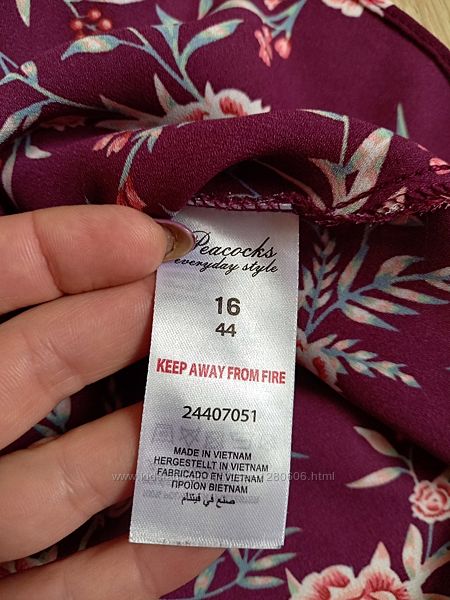 Peacocks
everyday style
16
44
KEEP AWAY FROM FIRE
24407051
MADE IN VIETNAM
HERGESTELLT IN VIETNAM
FABRICADO EN VIETNAM
ΠΡΟΪΟΝ ΒΙΕΤΝΑΜ
صنع في فيتنام